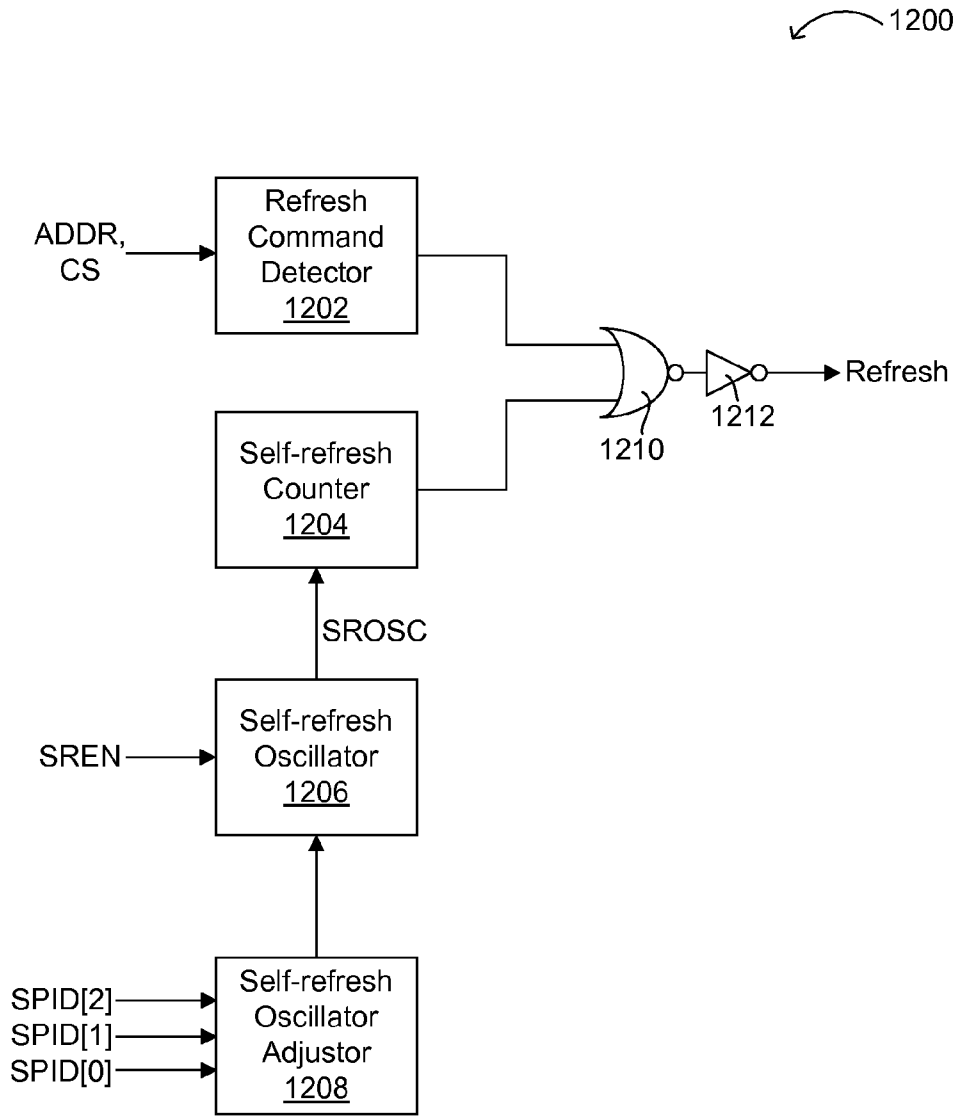 1200
ADDR,
CS
Refresh
Command
Detector
1202
Refresh
1212
1210
Self-refresh
Counter
1204
SROSC
SREN
Self-refresh
Oscillator
1206
SPID[2]
SPID[1]
SPID[0]
Self-refresh
Oscillator
Adjustor
1208